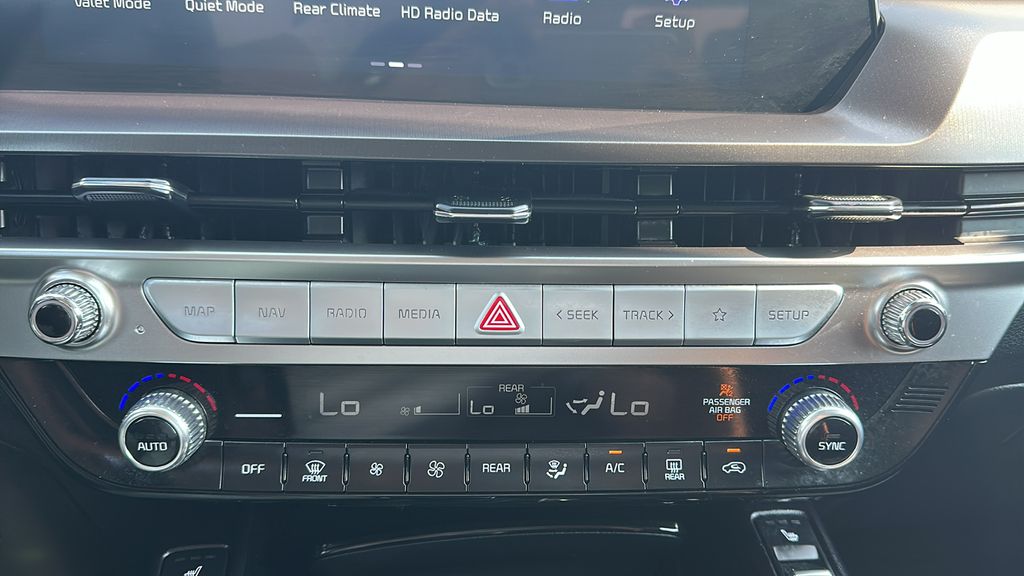 Valet Mode
Quiet Mode
Rear Climate
HD Radio Data
Radio
Setup
MAP
NAV
RADIO
MEDIA
< SEEK
TRACK >
SETUP
REAR
Lo
Lo
Lo
PASSENGER
AIR BAG
OFF
AUTO
SYNC
OFF
FRONT
REAR
A/C
REAR